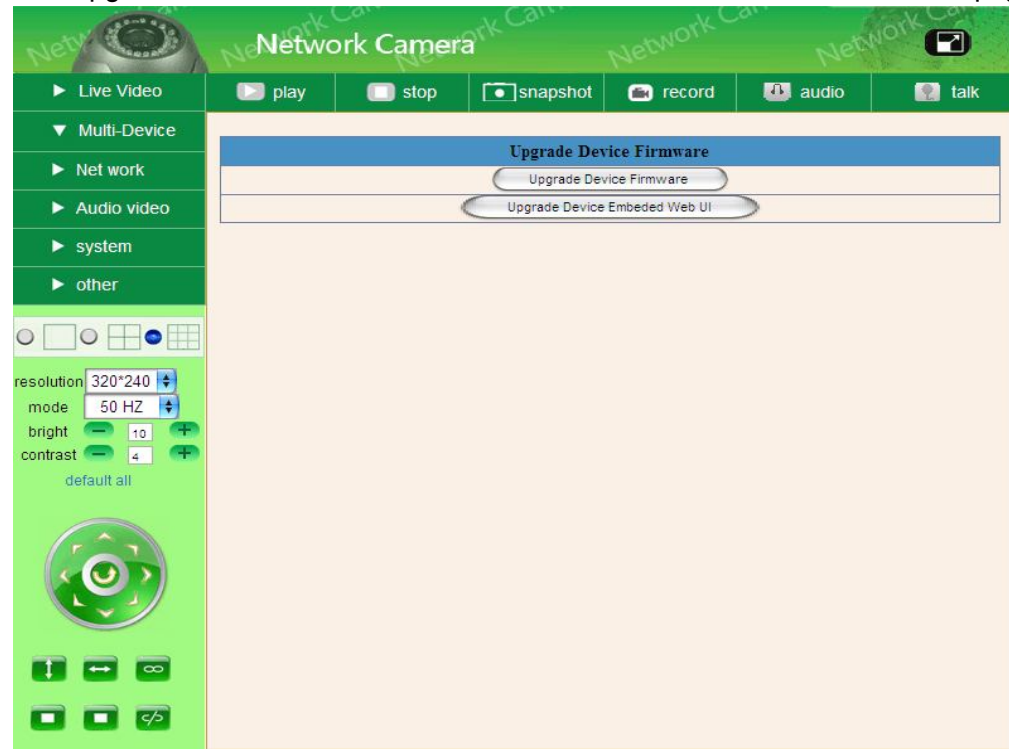 Network Camera
Live Video
play
stop
snapshot
record
audio
talk
Multi-Device
Net work
Audio video
system
other
Upgrade Device Firmware
Upgrade Device Firmware
Upgrade Device Embeded Web UI
resolution 320*240
mode 50 HZ
bright 10
contrast 4
default all